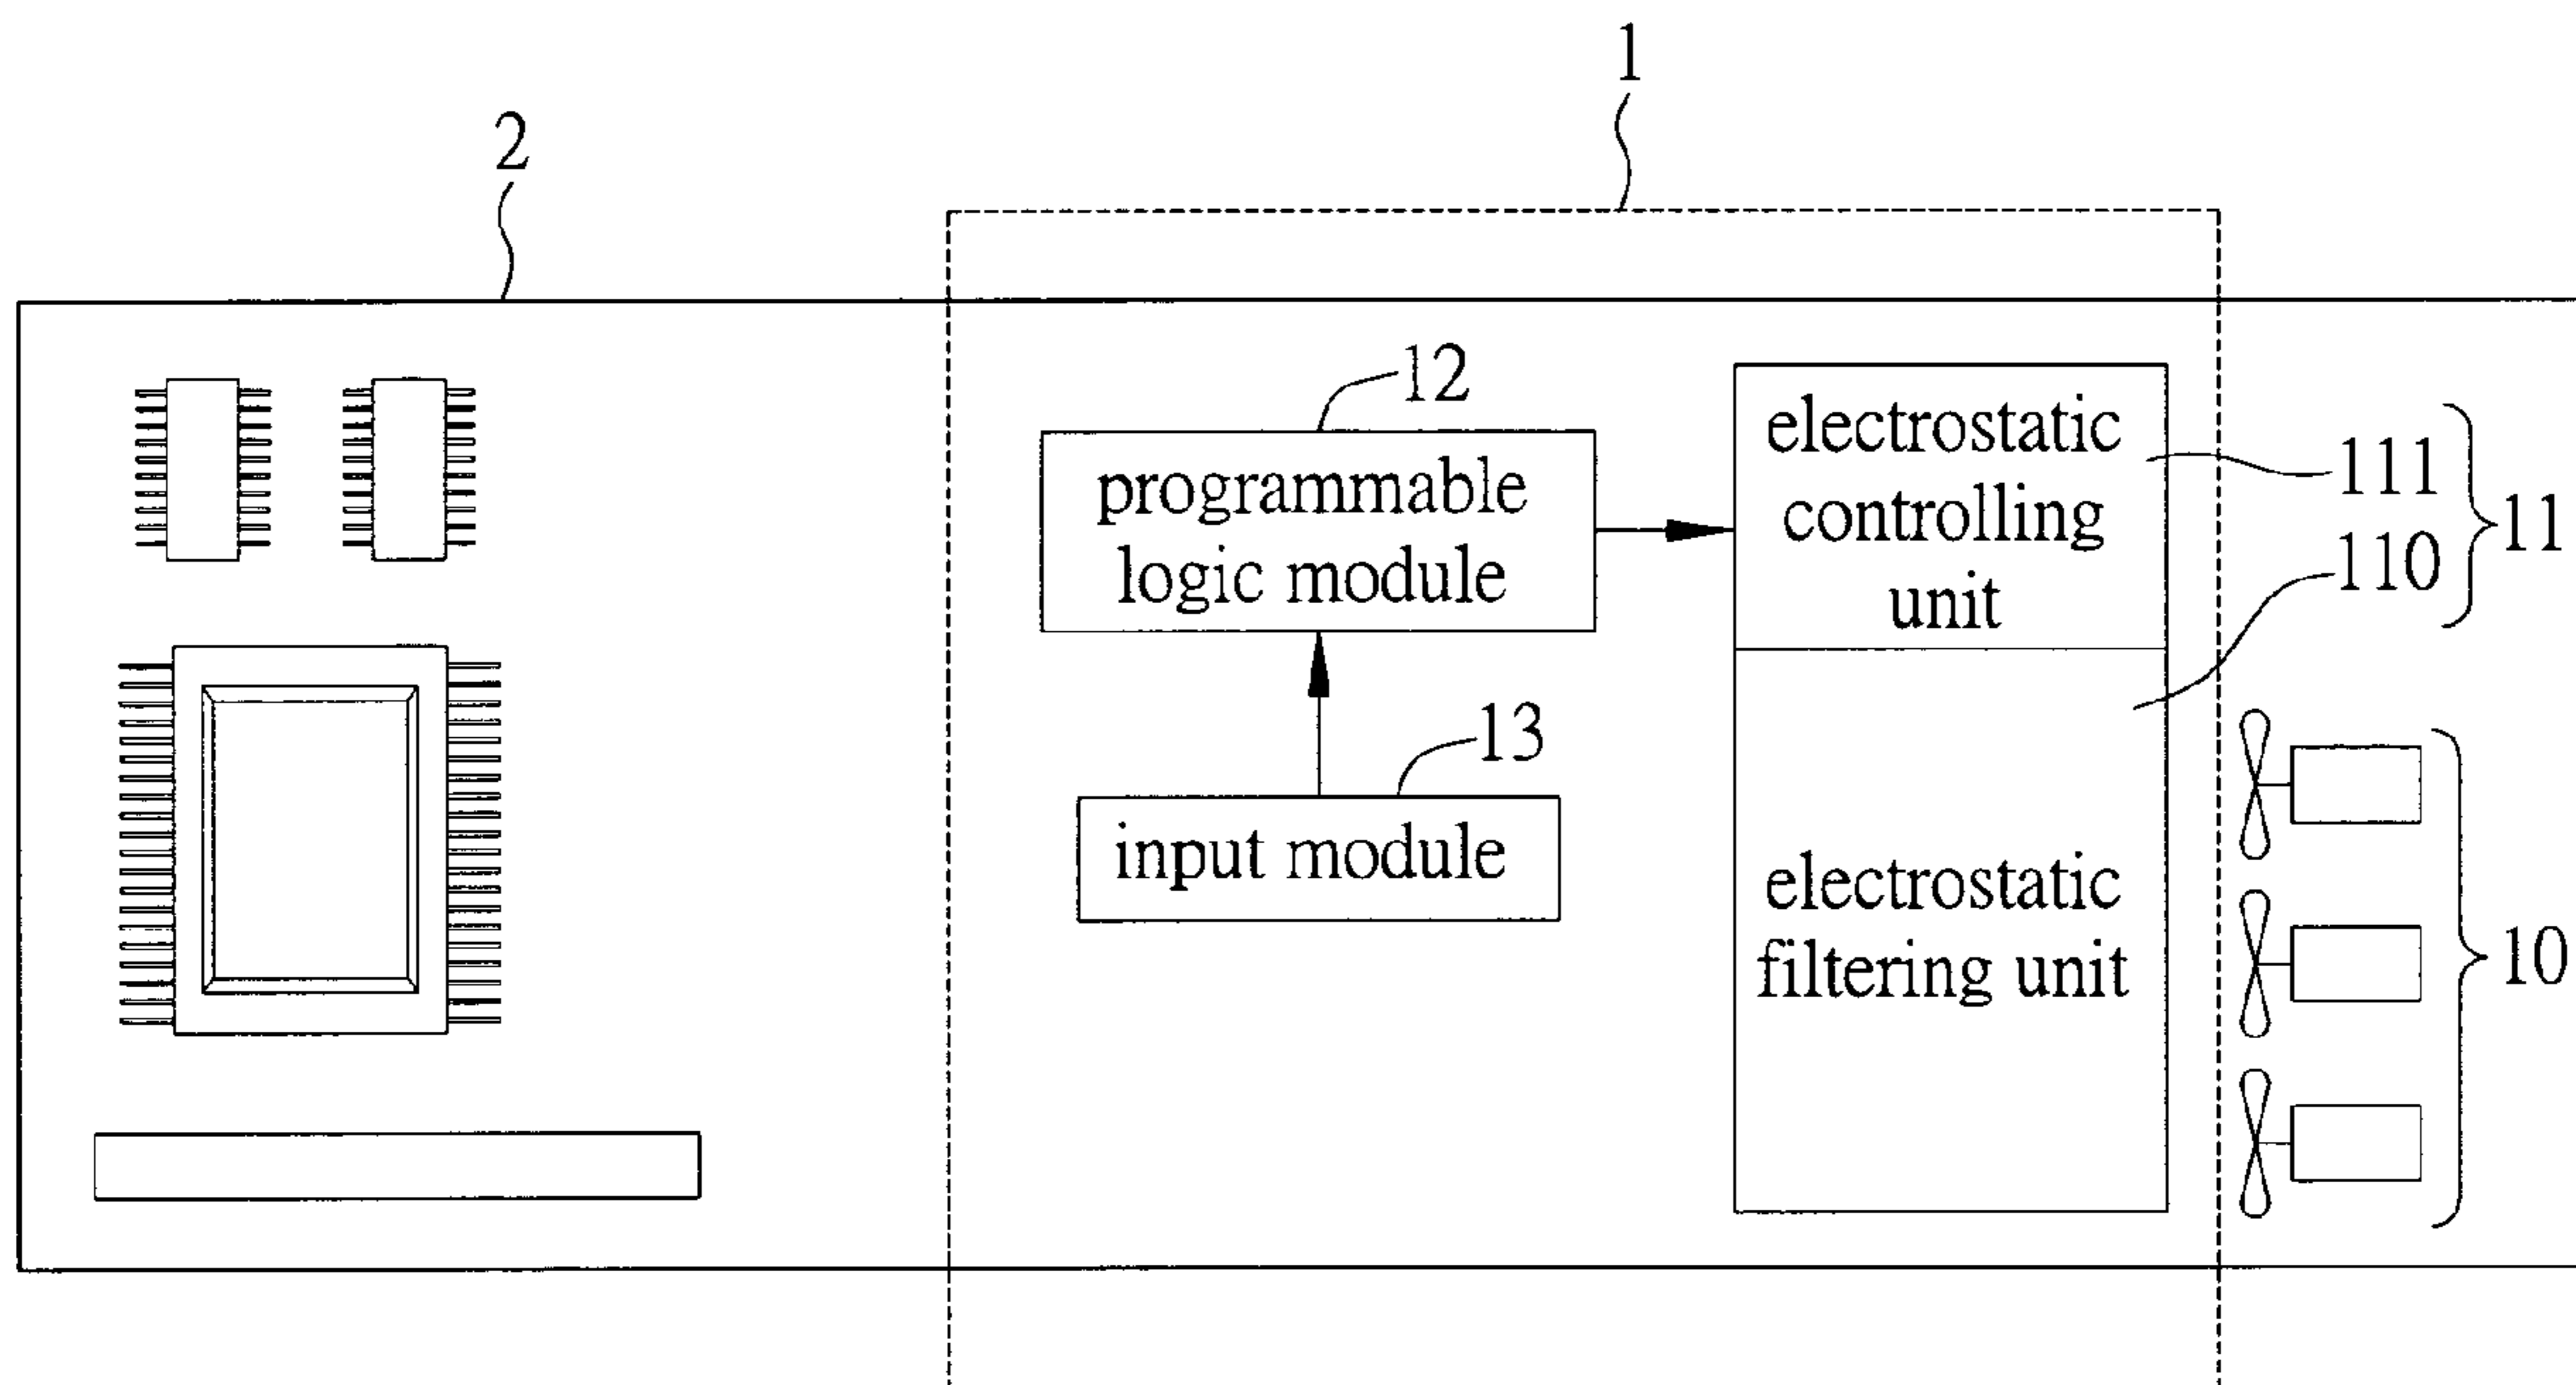 1
2
12
programmable
logic module
13
input module
electrostatic
controlling
unit
electrostatic
filtering unit
111
110
11
10